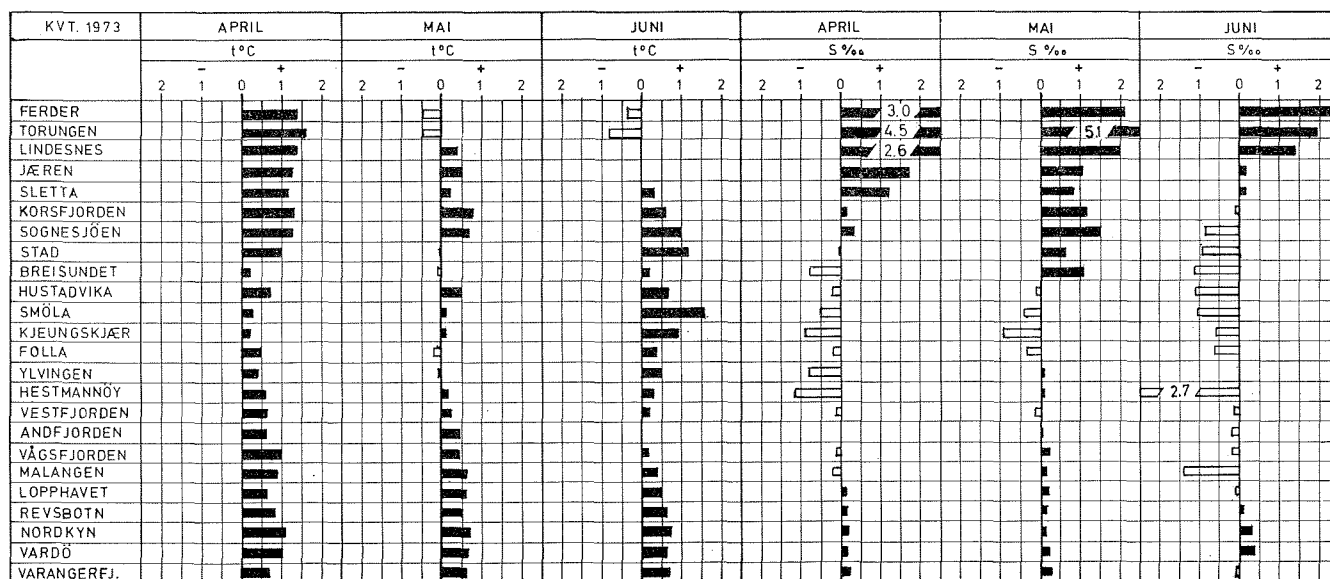 KVT. 1973 APRIL MAI JUNI APRIL MAI JUNI
t°C t°C t°C S‰ S‰ S‰
- + - + - + - + - + - +
2 1 0 1 2 2 1 0 1 2 2 1 0 1 2 2 1 0 1 2 2 1 0 1 2 2 1 0 1 2
FERDER 3.0
TORUNGEN 4.5 5.1
LINDESNES 2.6
JÆREN
SLETTA
KORSFJORDEN
SOGNESJÖEN
STAD
BREISUNDET
HUSTADVIKA
SMÖLA
KJEUNGSKJÆR
FOLLA
YLVINGEN
HESTMANNÖY 2.7
VESTFJORDEN
ANDFJORDEN
VÅGSFJORDEN
MALANGEN
LOPPHAVET
REVSBOTN
NORDKYN
VARDÖ
VARANGERFJ.